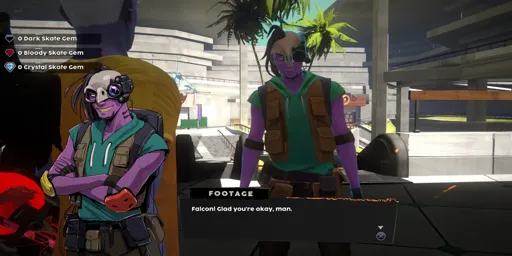 0 Dark Skate Gem
0 Bloody Skate Gem
0 Crystal Skate Gem
FOOTAGE
Falcon! Glad you're okay, man.